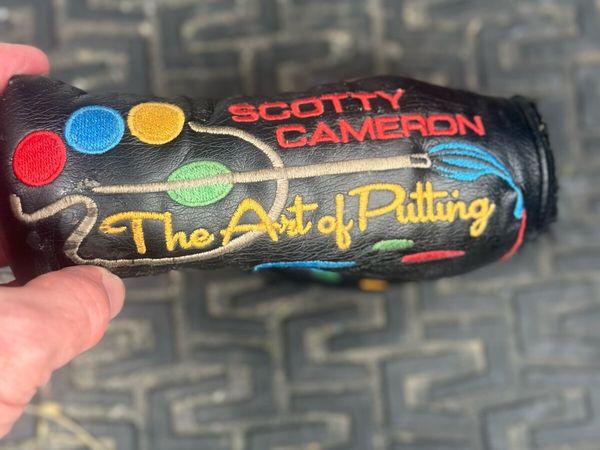 SCOTTY
CAMERON
The Art of Putting